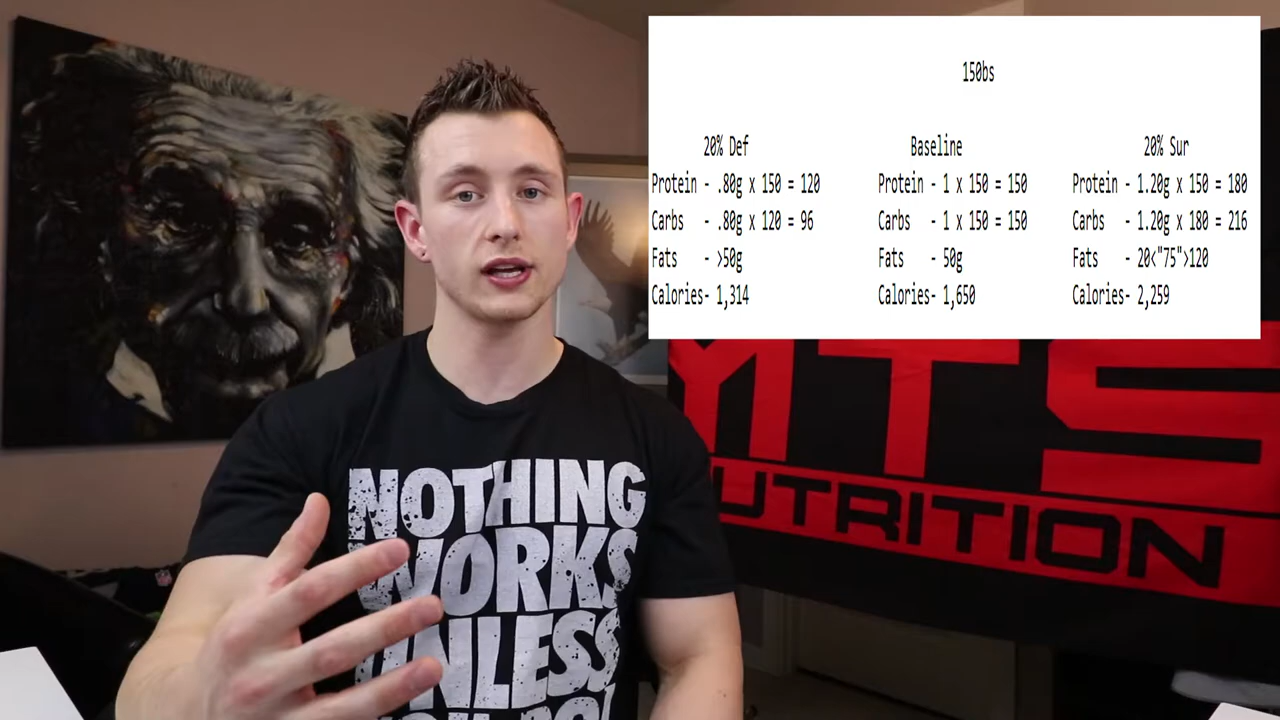 150bs
20% Def Baseline 20% Sur
Protein - .80g x 150 = 120 Protein - 1 x 150 = 150 Protein - 1.20g x 150 = 180
Carbs - .80g x 120 = 96 Carbs - 1 x 150 = 150 Carbs - 1.20g x 180 = 216
Fats - >50g Fats - 50g Fats - 20<"75">120
Calories- 1,314 Calories- 1,650 Calories- 2,259
MTS
UTRITION
NOTHING
WORKS
UNLESS